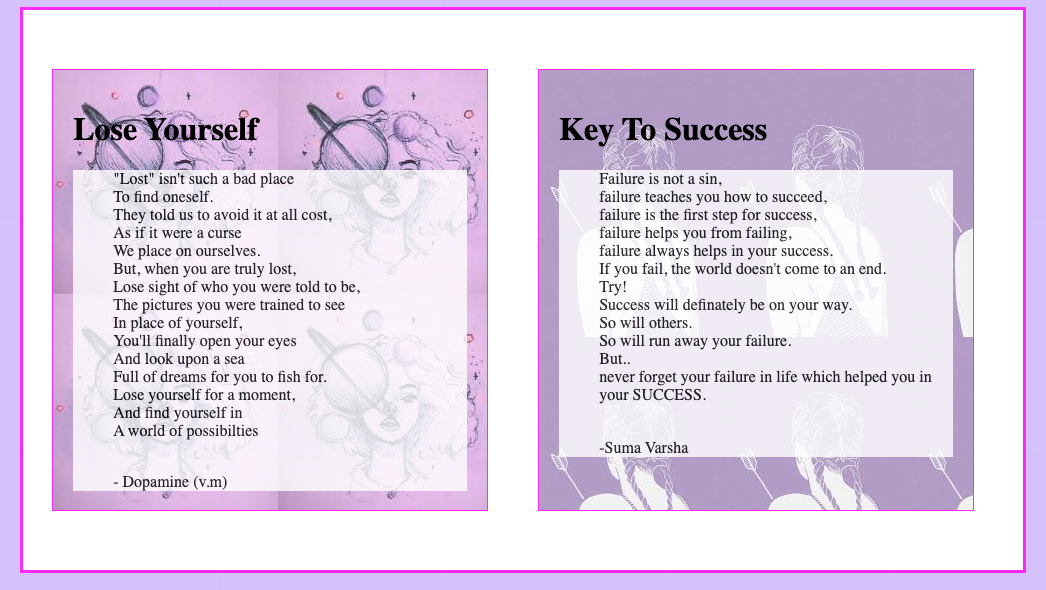 Lose Yourself
"Lost" isn't such a bad place
To find oneself.
They told us to avoid it at all cost,
As if it were a curse
We place on ourselves.
But, when you are truly lost,
Lose sight of who you were told to be,
The pictures you were trained to see
In place of yourself,
You'll finally open your eyes
And look upon a sea
Full of dreams for you to fish for.
Lose yourself for a moment,
And find yourself in
A world of possibilties
- Dopamine (v.m)
Key To Success
Failure is not a sin,
failure teaches you how to succeed,
failure is the first step for success,
failure helps you from failing,
failure always helps in your success.
If you fail, the world doesn't come to an end.
Try!
Success will definately be on your way.
So will others.
So will run away your failure.
But..
never forget your failure in life which helped you in
your SUCCESS.
-Suma Varsha